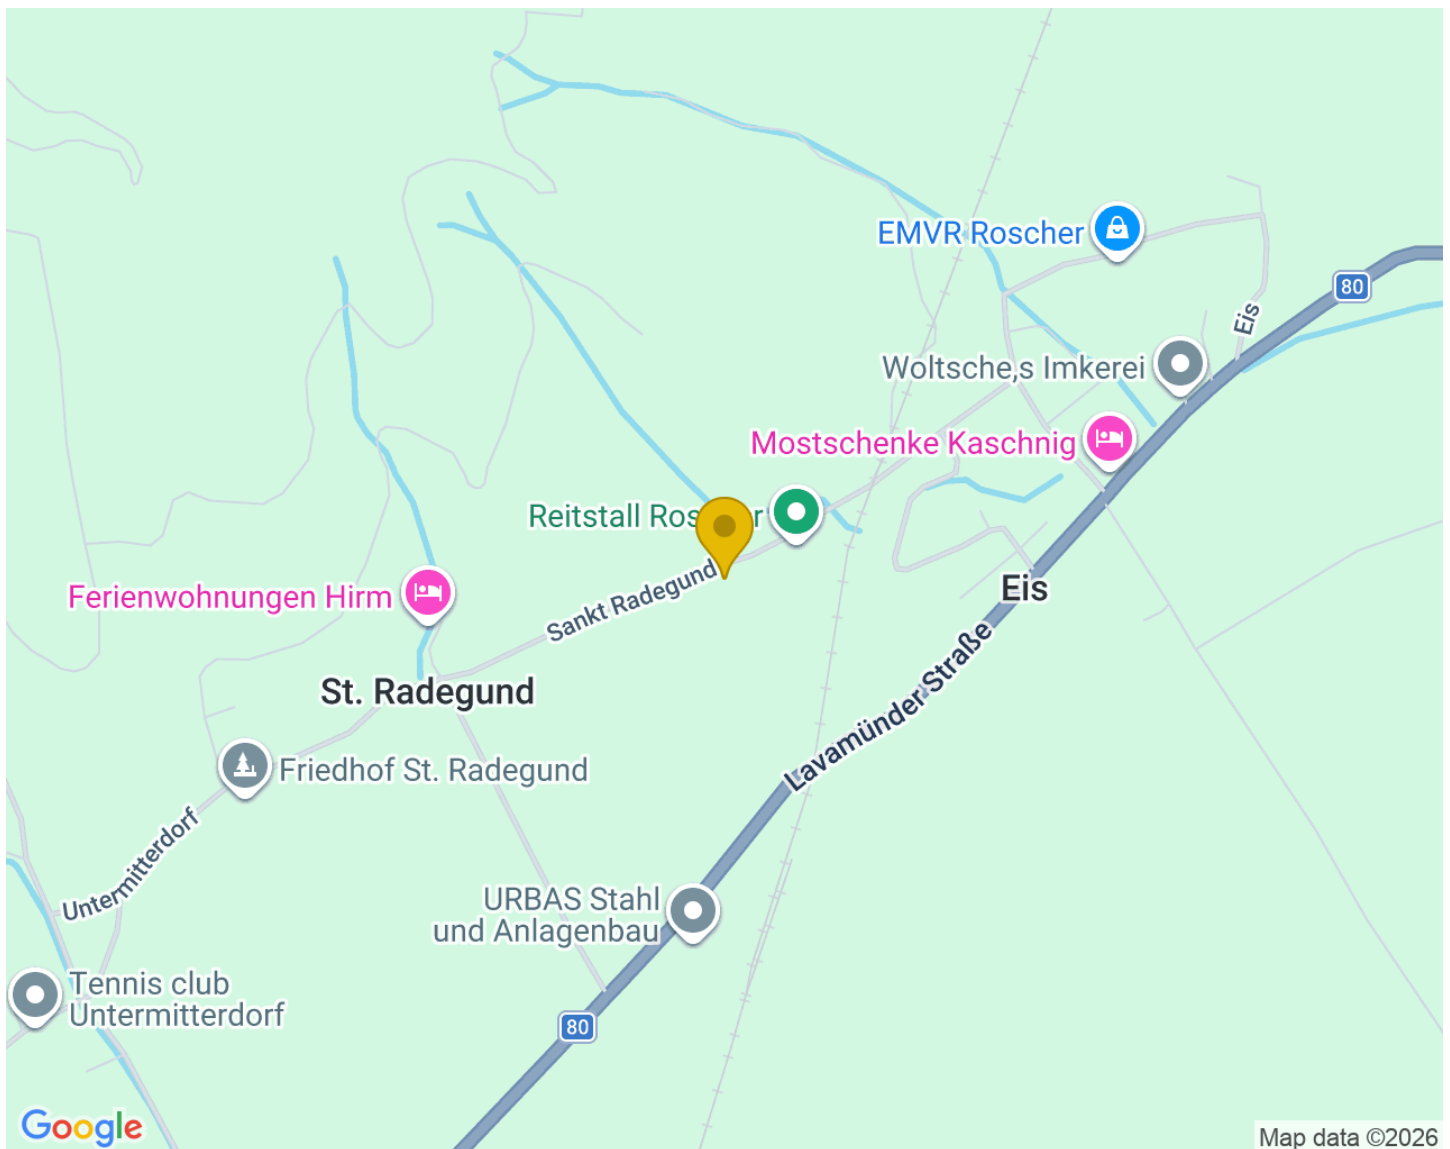 EMVR Roscher
80
Eis
Woltsche,s Imkerei
Mostschenke Kaschnig
Reitstall Ros r
Sankt Radegund
Ferienwohnungen Hirm
Eis
St. Radegund
Lavamünder Straße
Friedhof St. Radegund
Untermitterdorf
URBAS Stahl
und Anlagenbau
Tennis club
Untermitterdorf
80
Google
Map data ©2026